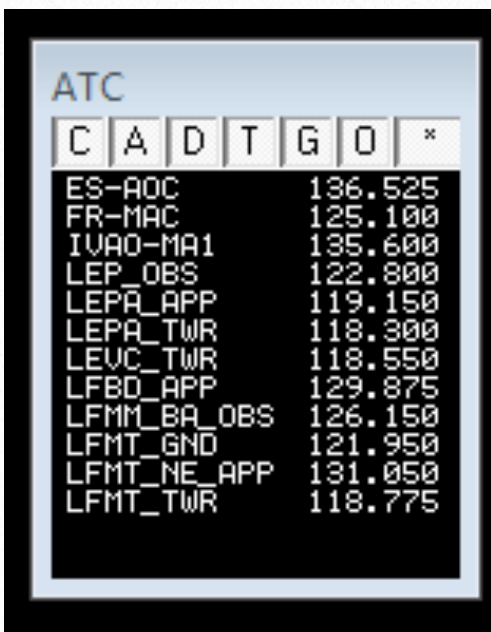 ATC
C A D T G O *
ES-AOC 136.525
FR-MAC 125.100
IVAO-MA1 135.600
LEP_OBS 122.800
LEPA_APP 119.150
LEPA_TWR 118.300
LEVC_TWR 118.550
LFBD_APP 129.875
LFMM_BA_OBS 126.150
LFMT_GND 121.950
LFMT_NE_APP 131.050
LFMT_TWR 118.775